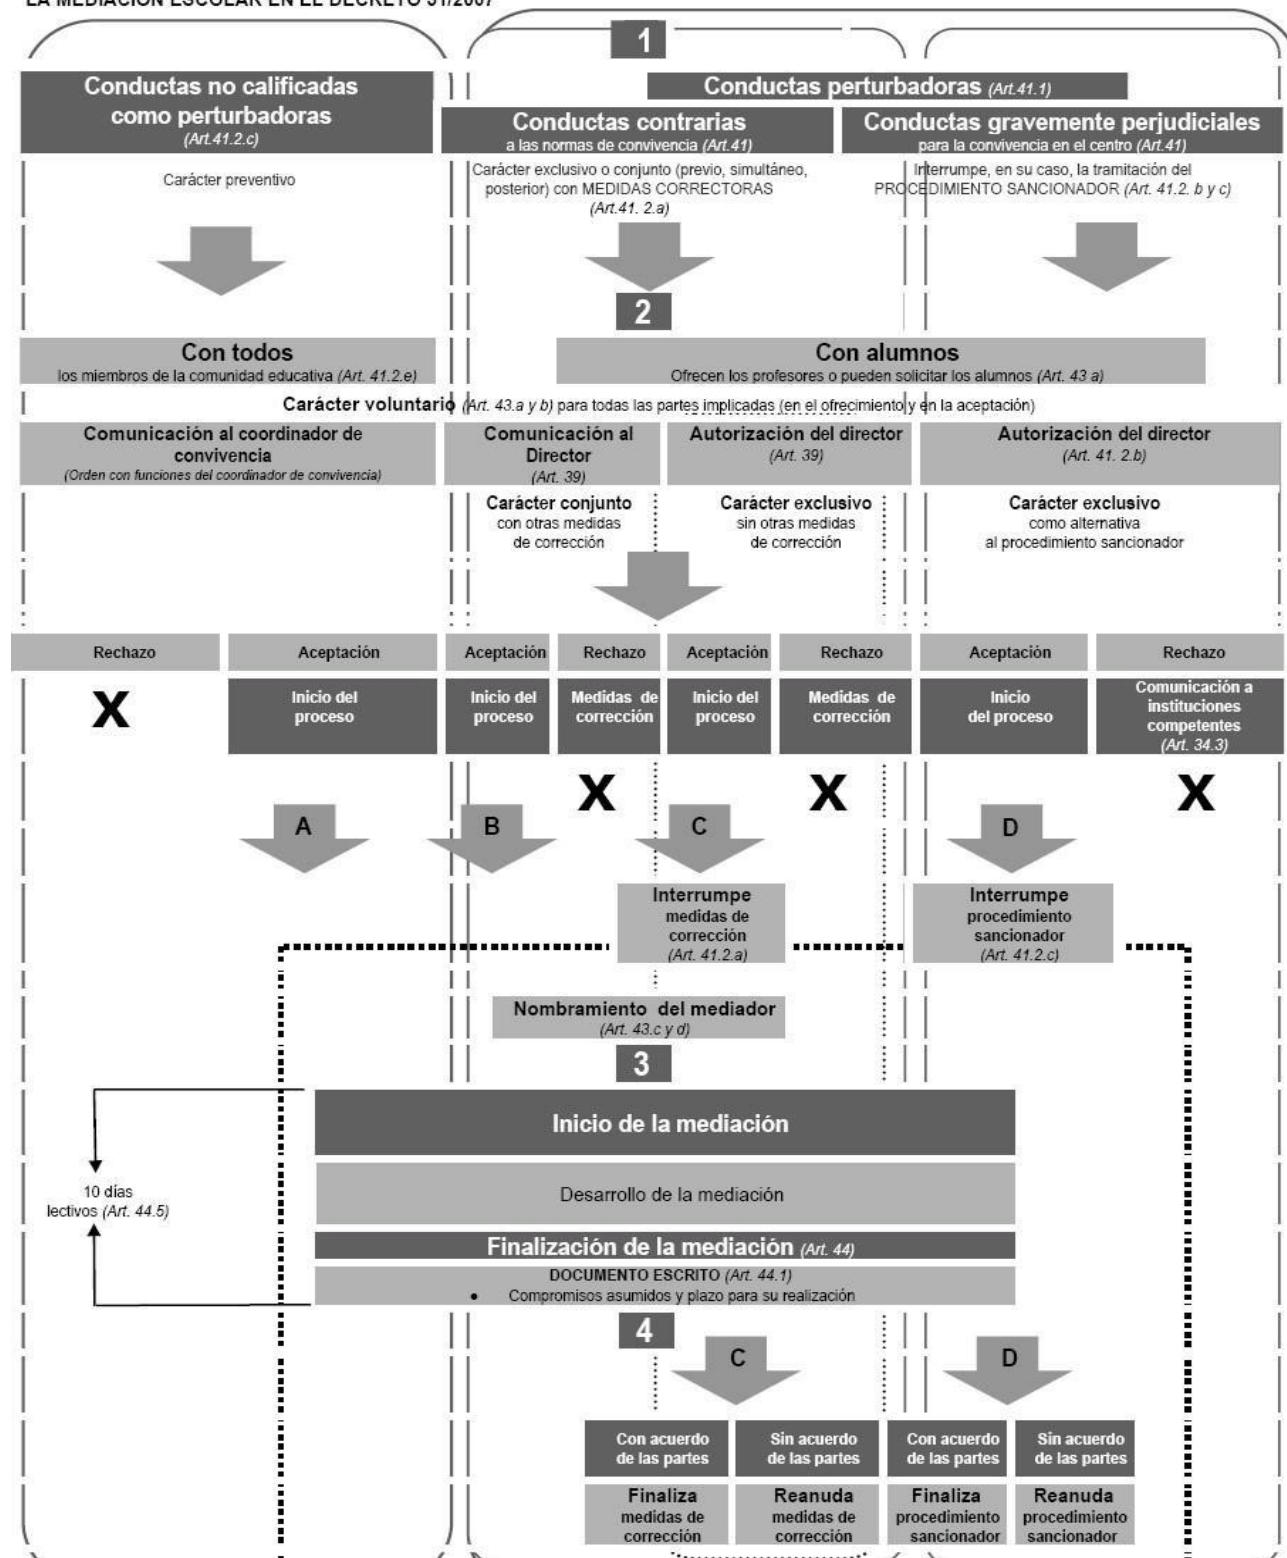 LA MEDIACIÓN ESCOLAR EN EL DECRETO 51/2007
1
Conductas no calificadas
como perturbadoras
(Art.41.2.c)
Conductas perturbadoras (Art.41.1)
Conductas contrarias
a las normas de convivencia (Art.41)
Conductas gravemente perjudiciales
para la convivencia en el centro (Art.41)
Carácter preventivo
Carácter exclusivo o conjunto (previo, simultáneo,
posterior) con MEDIDAS CORRECTORAS
(Art.41. 2.a)
Interrumpe, en su caso, la tramitación del
PROCEDIMIENTO SANCIONADOR (Art. 41.2. b y c)
2
Con todos
los miembros de la comunidad educativa (Art. 41.2.e)
Con alumnos
Ofrecen los profesores o pueden solicitar los alumnos (Art. 43 a)
Carácter voluntario (Art. 43.a y b) para todas las partes implicadas (en el ofrecimiento y en la aceptación)
Comunicación al coordinador de
convivencia
(Orden con funciones del coordinador de convivencia)
Comunicación al
Director
(Art. 39)
Autorización del director
(Art. 39)
Autorización del director
(Art. 41. 2.b)
Carácter conjunto
con otras medidas
de corrección
Carácter exclusivo
sin otras medidas
de corrección
Carácter exclusivo
como alternativa
al procedimiento sancionador
Rechazo
Aceptación
Aceptación
Rechazo
Aceptación
Rechazo
Aceptación
Rechazo
X
Inicio del
proceso
Inicio del
proceso
Medidas de
corrección
Inicio del
proceso
Medidas de
corrección
Inicio
del proceso
Comunicación a
instituciones
competentes
(Art. 34.3)
X
X
X
A
B
C
D
Interrumpe
medidas de
corrección
(Art. 41.2.a)
Interrumpe
procedimiento
sancionador
(Art. 41.2.c)
Nombramiento del mediador
(Art. 43.c y d)
3
Inicio de la mediación
Desarrollo de la mediación
10 días
lectivos (Art. 44.5)
Finalización de la mediación (Art. 44)
DOCUMENTO ESCRITO (Art. 44.1)
• Compromisos asumidos y plazo para su realización
4
C
D
Con acuerdo
de las partes
Sin acuerdo
de las partes
Con acuerdo
de las partes
Sin acuerdo
de las partes
Finaliza
medidas de
corrección
Reanuda
medidas de
corrección
Finaliza
procedimiento
sancionador
Reanuda
procedimiento
sancionador